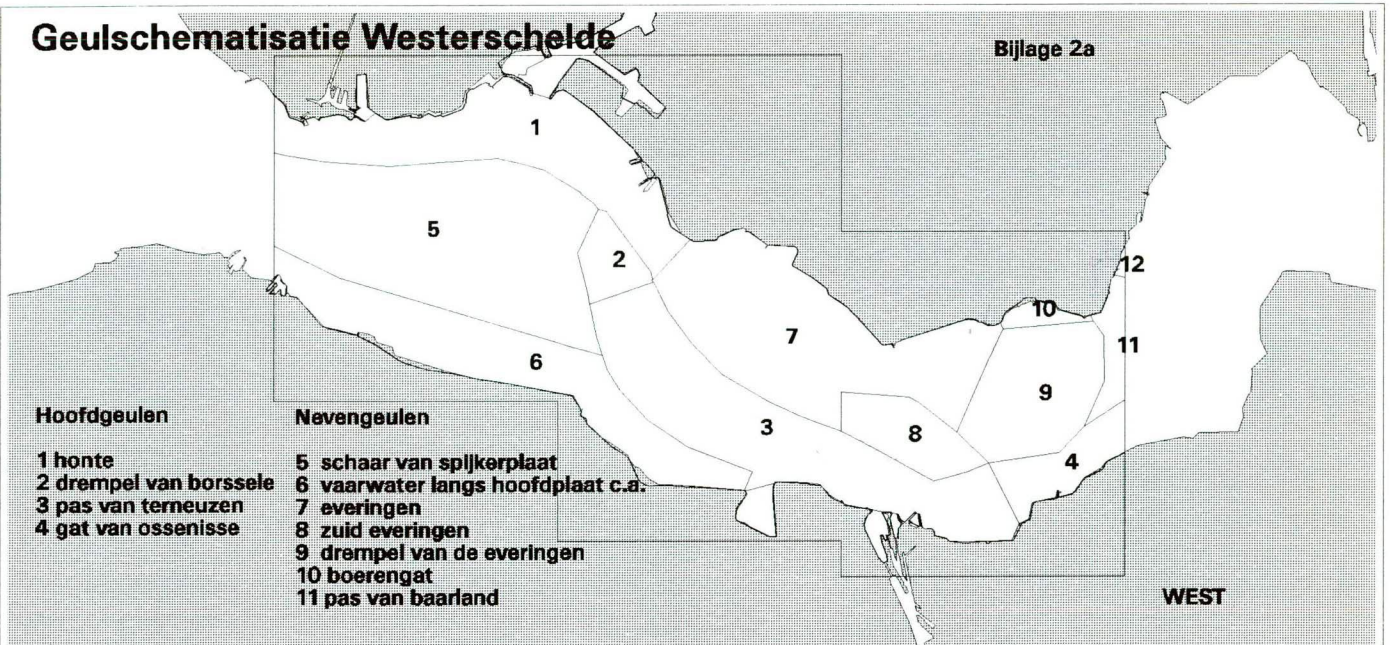 Geulschematisatie Westerschelde
Bijlage 2a
1
5
2
12
10
7
11
6
9
3
8
4
Hoofdgeulen
1 honte
2 drempel van borssele
3 pas van terneuzen
4 gat van ossenisse
Nevengeulen
5 schaar van spijkerplaat
6 vaarwater langs hoofdplaat c.a.
7 everingen
8 zuid everingen
9 drempel van de everingen
10 boerengat
11 pas van baarland
WEST